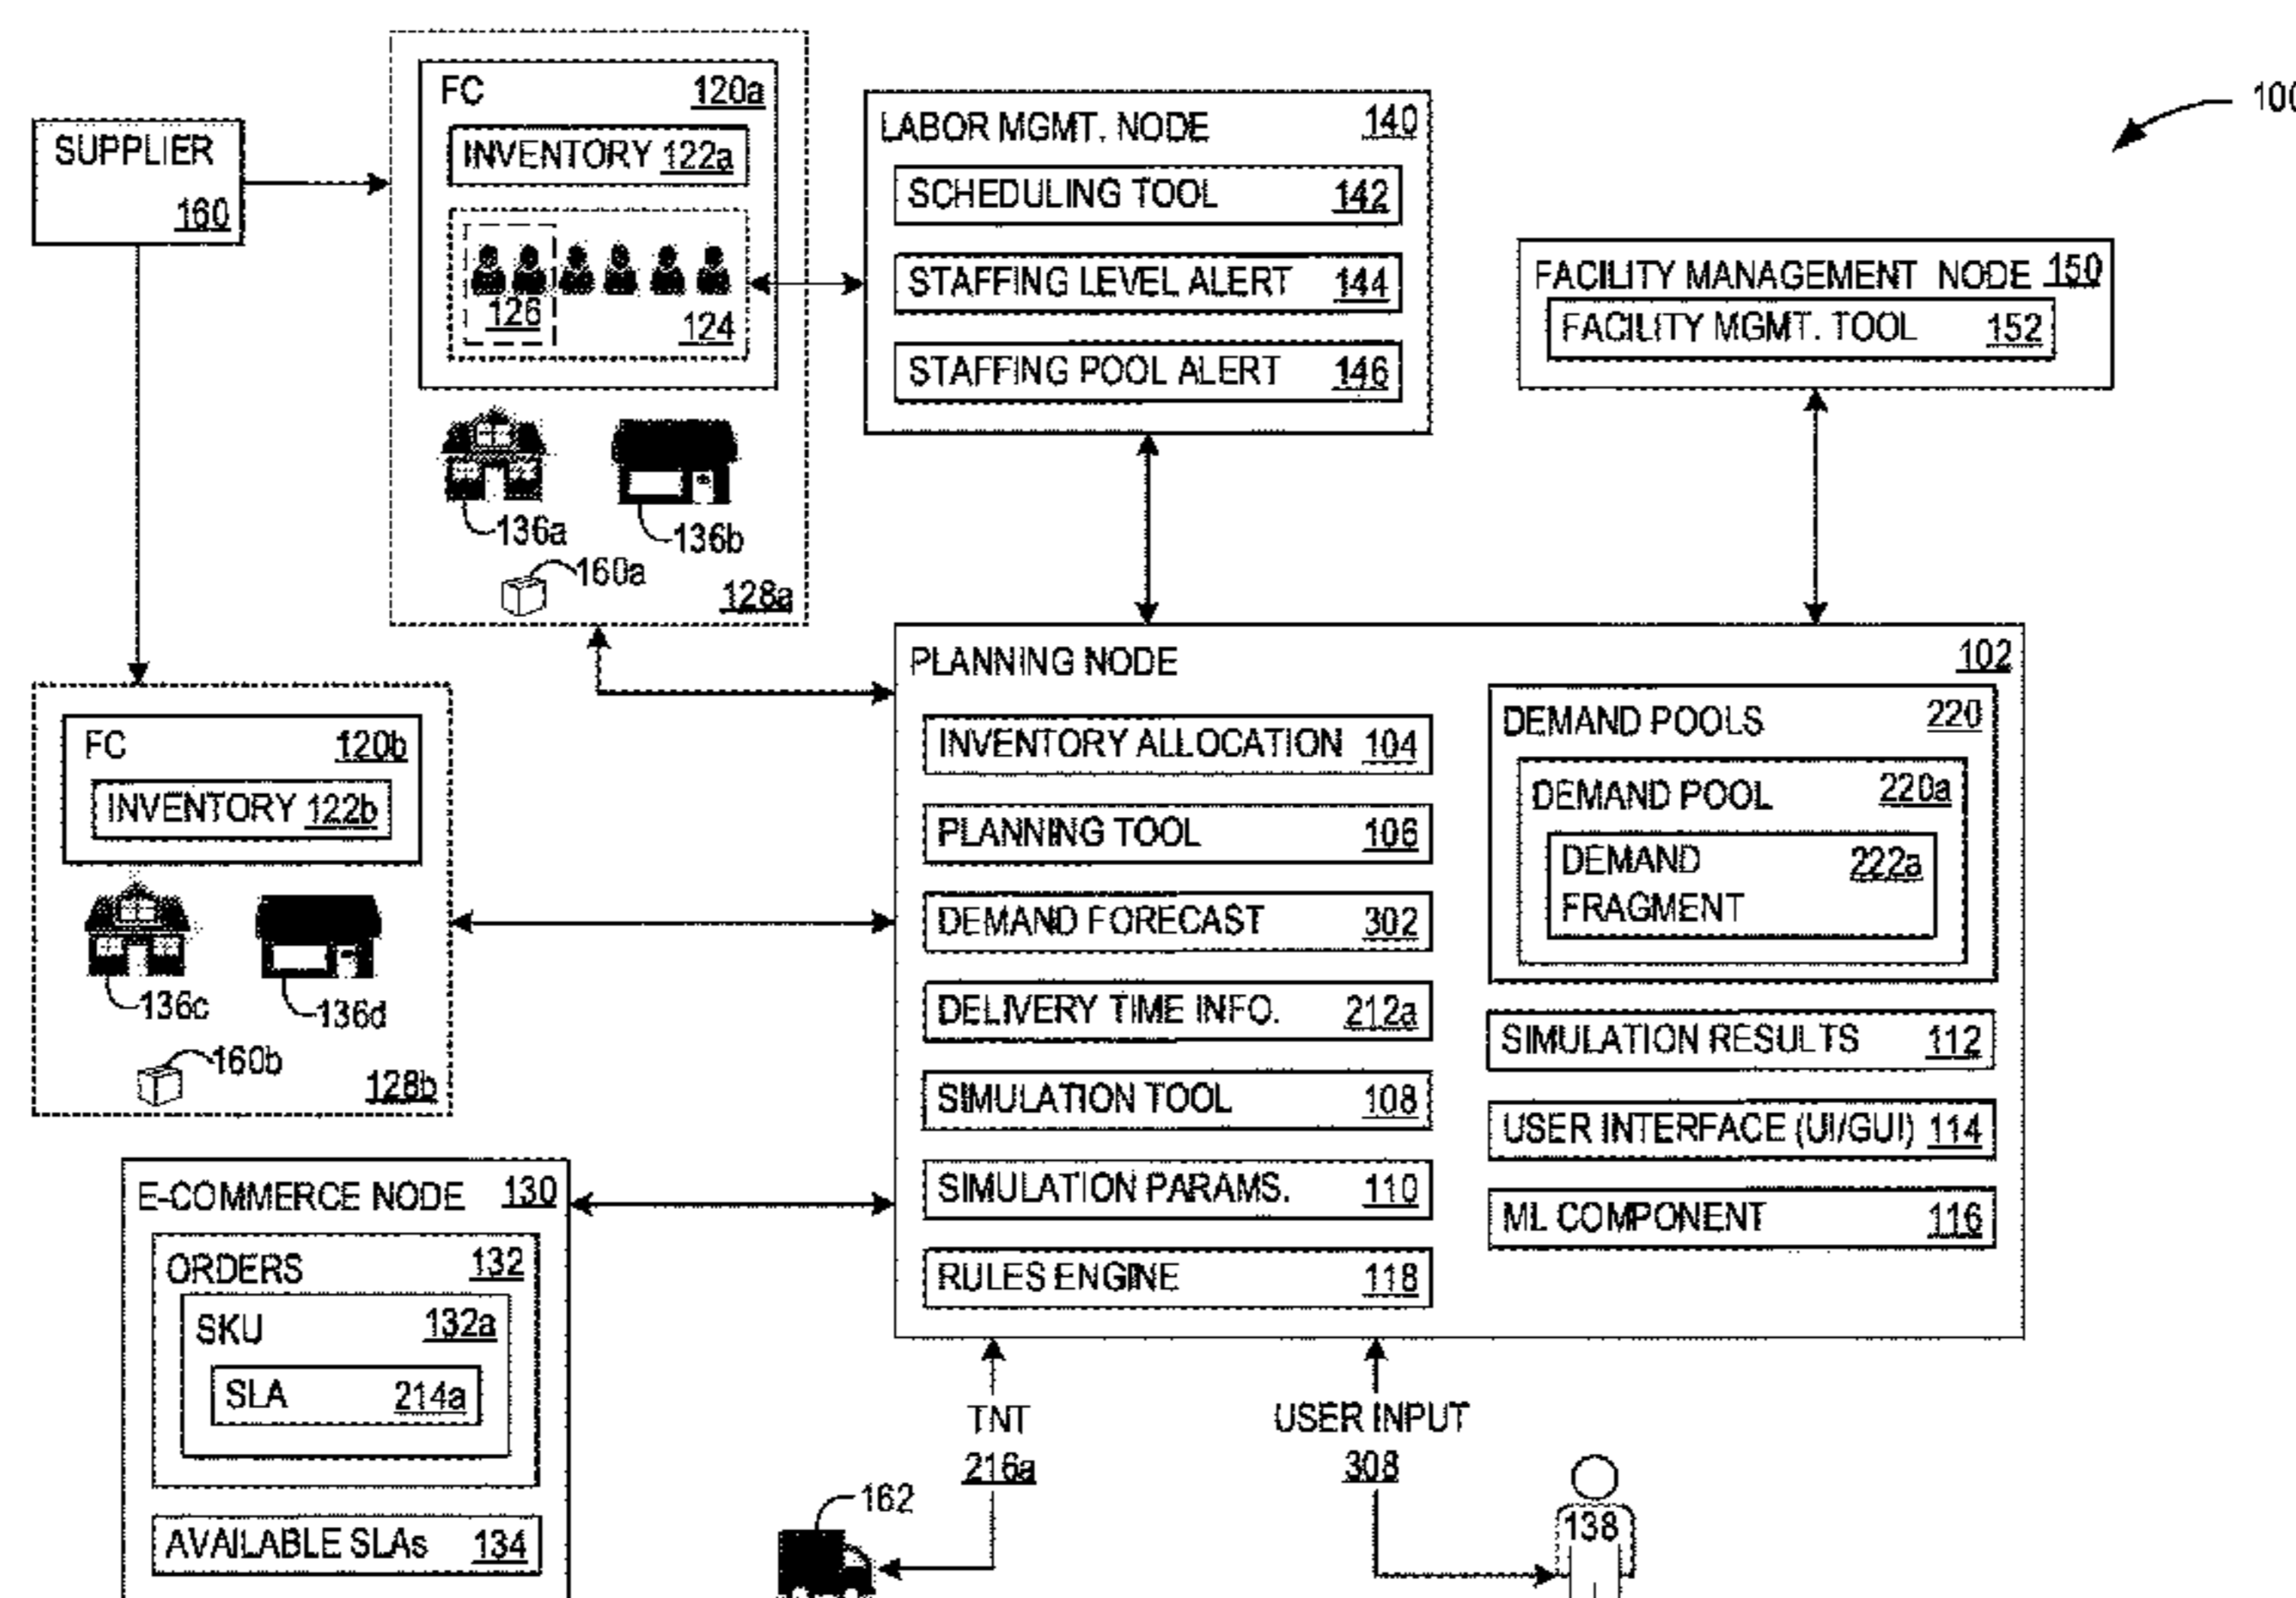 100
SUPPLIER
160
FC 120a
INVENTORY 122a
126
124
136a
136b
160a
128a
LABOR MGMT. NODE 140
SCHEDULING TOOL 142
STAFFING LEVEL ALERT 144
STAFFING POOL ALERT 146
FACILITY MANAGEMENT NODE 150
FACILITY MGMT. TOOL 152
FC 120b
INVENTORY 122b
136c
136d
160b
128b
PLANNING NODE 102
INVENTORY ALLOCATION 104
PLANNING TOOL 106
DEMAND FORECAST 302
DELIVERY TIME INFO. 212a
SIMULATION TOOL 108
SIMULATION PARAMS. 110
RULES ENGINE 118
DEMAND POOLS 220
DEMAND POOL 220a
DEMAND 222a
FRAGMENT
SIMULATION RESULTS 112
USER INTERFACE (UI/GUI) 114
ML COMPONENT 116
E-COMMERCE NODE 130
ORDERS 132
SKU 132a
SLA 214a
AVAILABLE SLAs 134
TNT
216a
162
USER INPUT
308
138